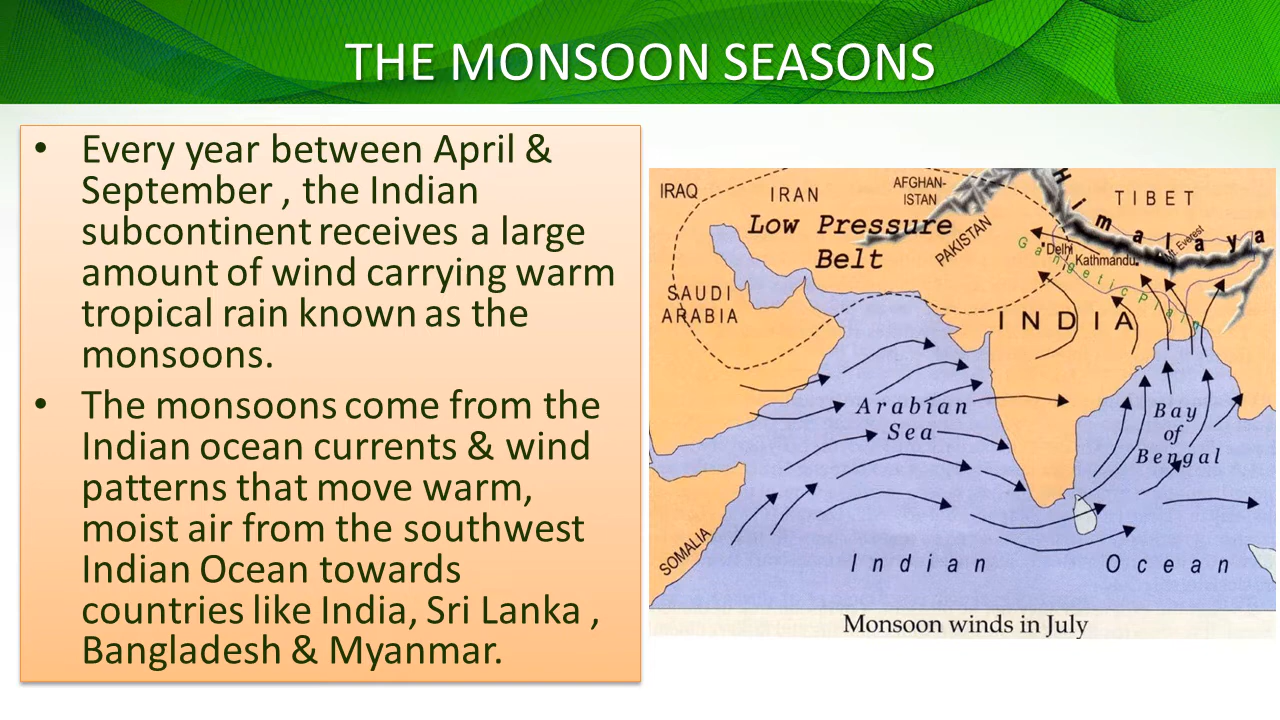 THE MONSOON SEASONS
• Every year between April &
September , the Indian
subcontinent receives a large
amount of wind carrying warm
tropical rain known as the
monsoons.
• The monsoons come from the
Indian ocean currents & wind
patterns that move warm,
moist air from the southwest
Indian Ocean towards
countries like India, Sri Lanka ,
Bangladesh & Myanmar.
IRAQ
IRAN
AFGHAN-
ISTAN
TIBET
Low Pressure
Belt
PAKISTAN
Himalaya
Everest
Delhi
Kathmandu
Gangetic Plain
SAUDI
ARABIA
INDIA
Arabian
Sea
Bay
of
Bengal
SOMALIA
Indian Ocean
Monsoon winds in July